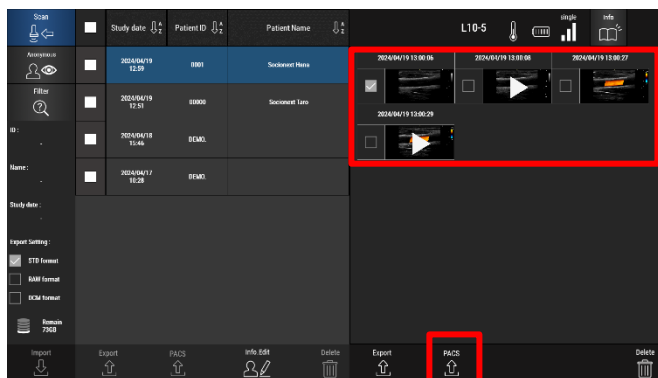 Scan
Study date
Patient ID
Patient Name
L10-5
single
Info
Anonymous
Filter
ID :
-
Name :
-
Study date :
-
Export Setting :
STD format
RAW format
DCM format
Remain
73GB
Import
2024/04/19
12:59
0001
Socionext Hana
2024/04/19
12:51
00000
Socionext Taro
2024/04/18
15:46
DEMO.
2024/04/17
10:28
DEMO.
Export
PACS
Info.Edit
Delete
2024/04/19 13:00:06
2024/04/19 13:00:08
2024/04/19 13:00:27
2024/04/19 13:00:29
Export
PACS
Delete